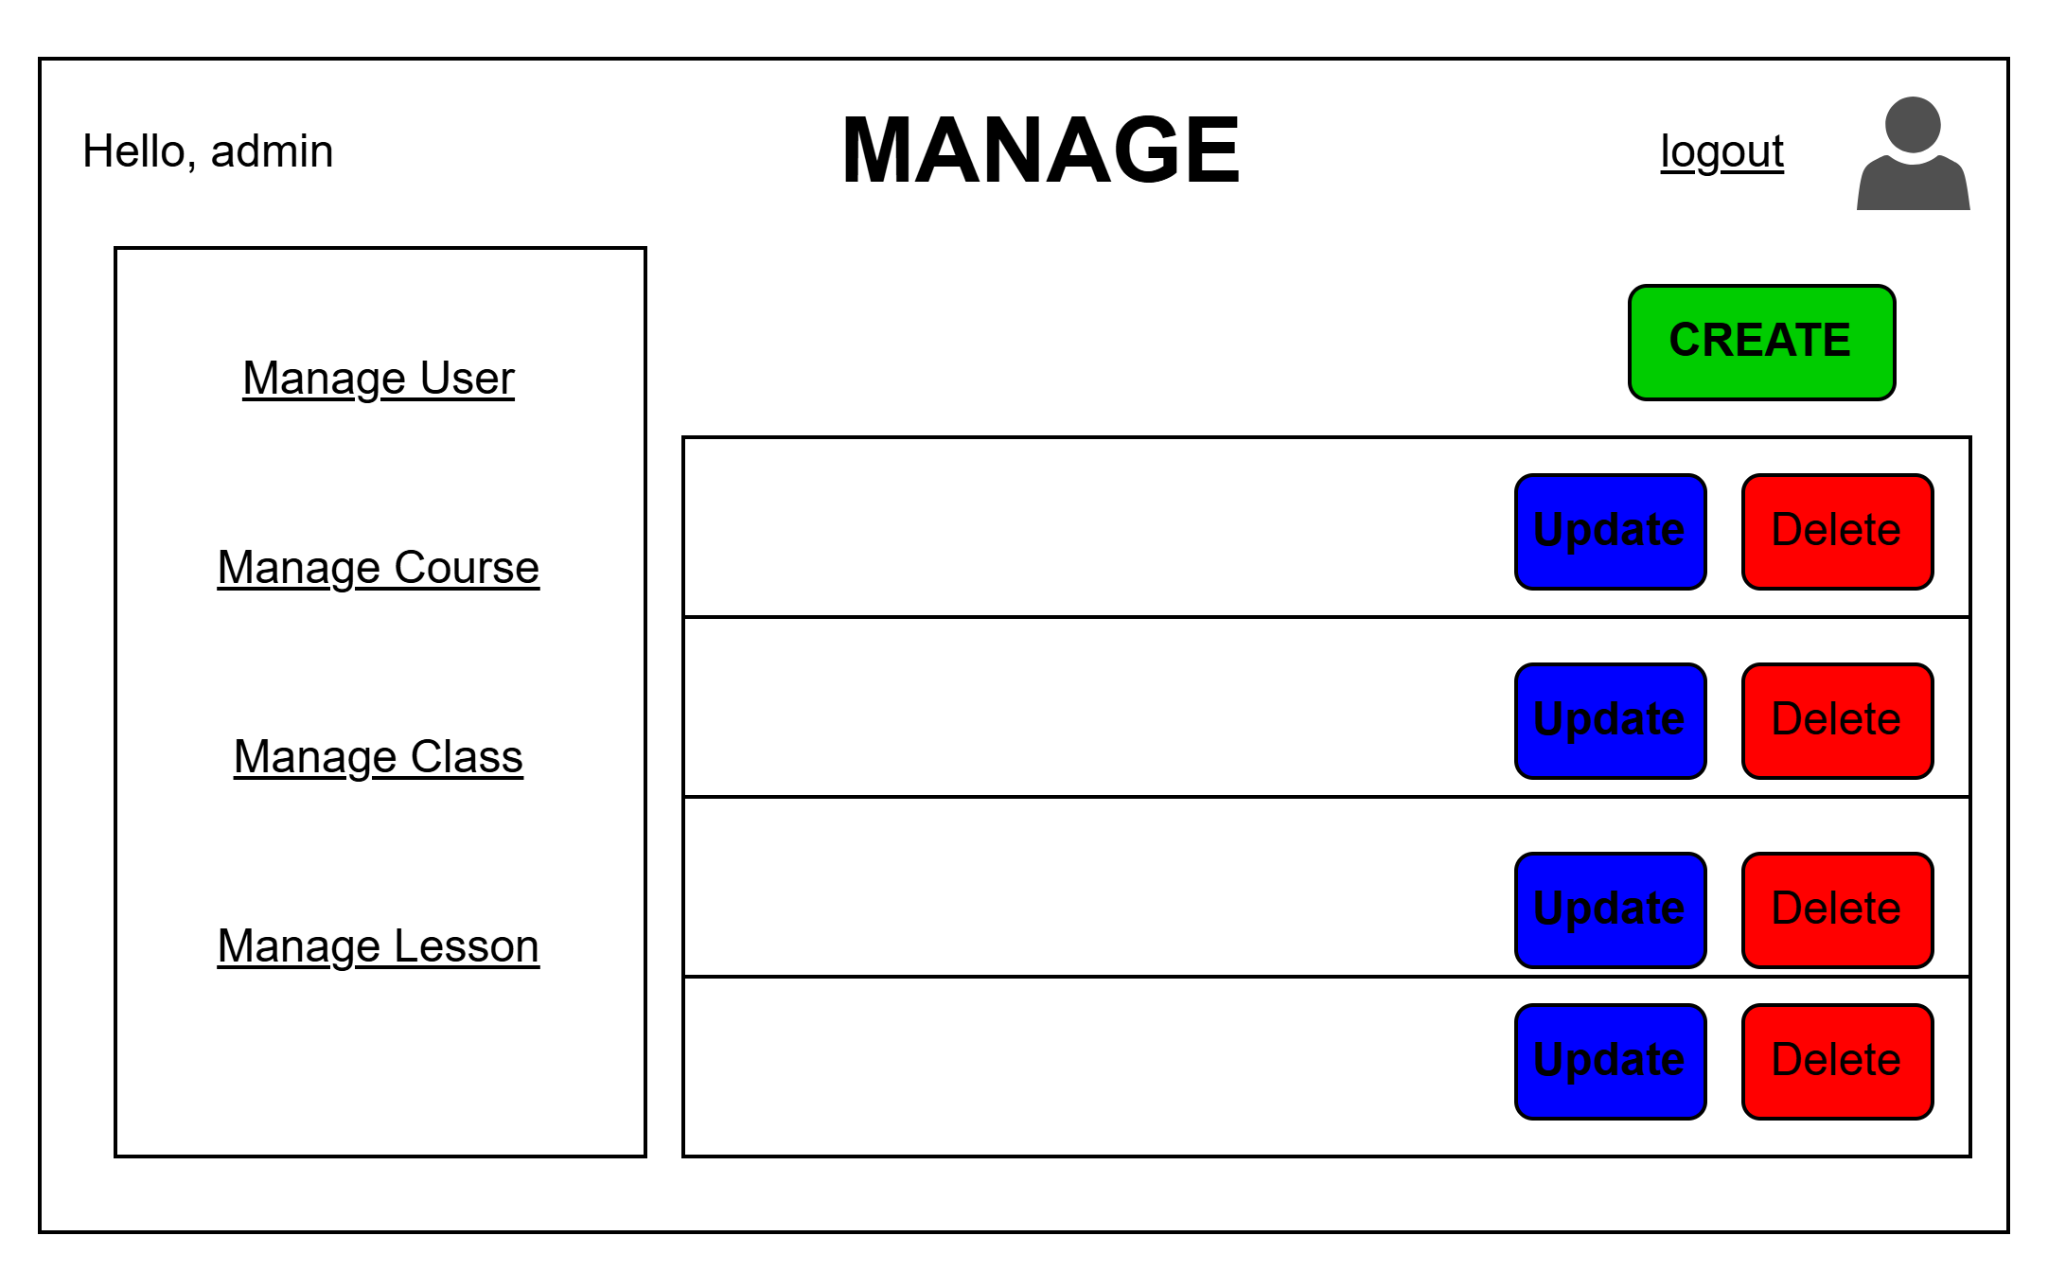 Hello, admin
MANAGE
logout
Manage User
Manage Course
Manage Class
Manage Lesson
CREATE
Update Delete
Update Delete
Update Delete
Update Delete